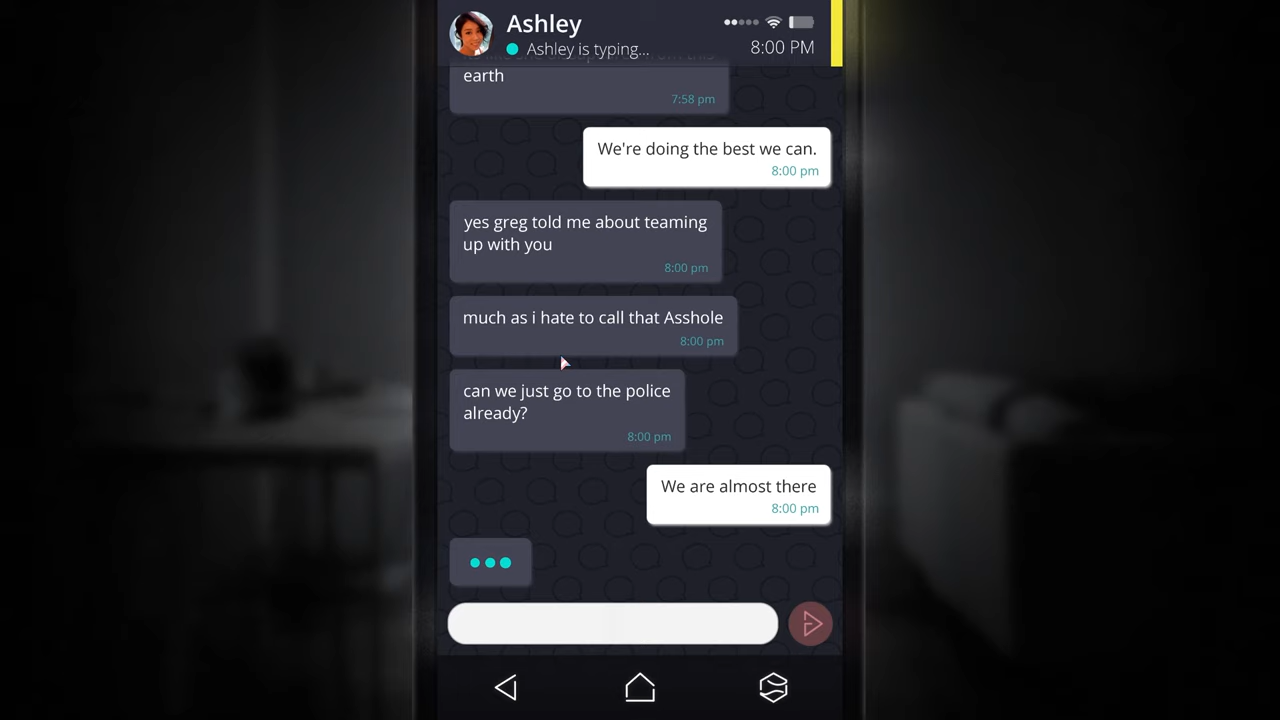 Ashley
Ashley is typing...
8:00 PM
earth
7:58 pm
We're doing the best we can.
8:00 pm
yes greg told me about teaming
up with you
8:00 pm
much as i hate to call that Asshole
8:00 pm
can we just go to the police
already?
8:00 pm
We are almost there
8:00 pm